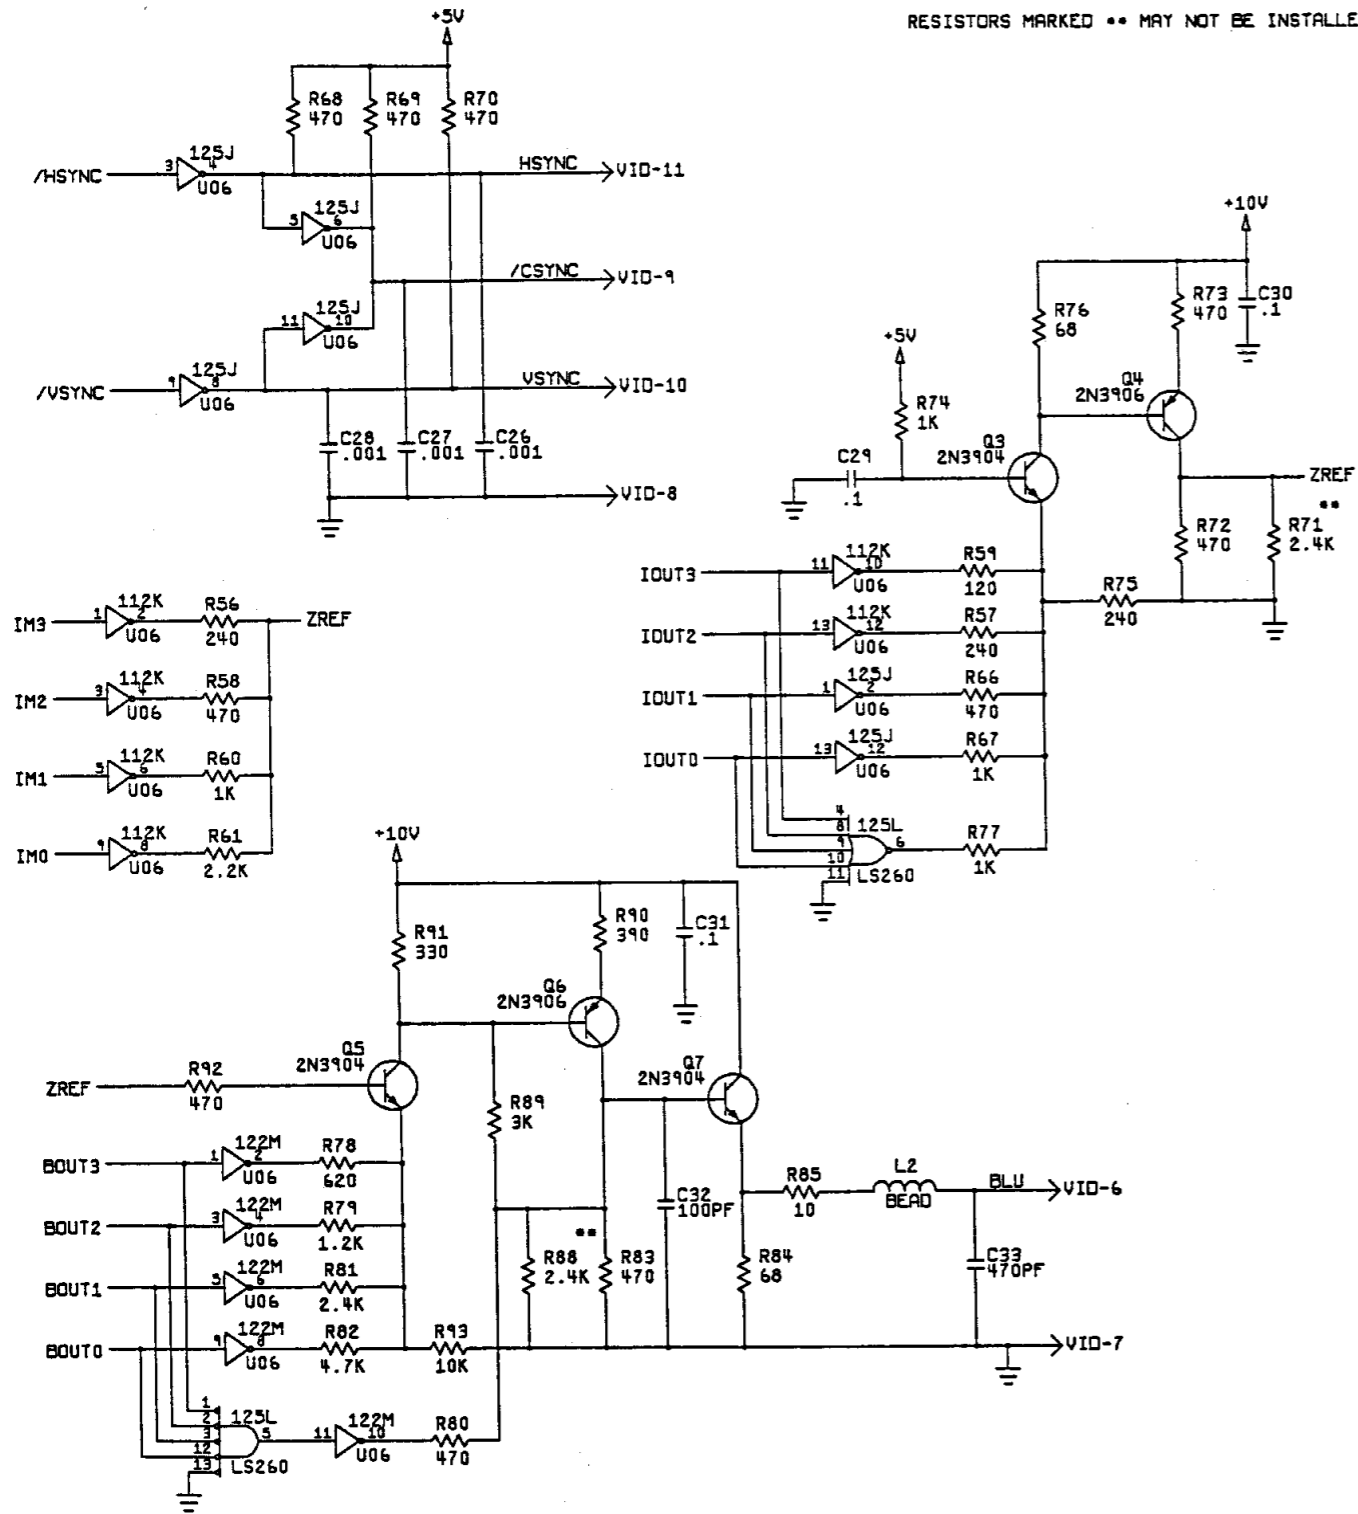 RESISTORS MARKED ** MAY NOT BE INSTALLE
+5V
R68
470
R69
470
R70
470
/HSYNC
3
125J
4
U06
HSYNC
VID-11
5
125J
6
U06
/CSYNC
VID-9
11
125J
10
U06
/VSYNC
9
125J
8
U06
VSYNC
VID-10
C28
.001
C27
.001
C26
.001
VID-8
+10V
R76
68
R73
470
C30
.1
+5V
R74
1K
Q4
2N3906
Q3
2N3904
C29
.1
ZREF
**
R72
470
R71
2.4K
IOUT3
11
112K
10
U06
R59
120
R75
240
IOUT2
13
112K
12
U06
R57
240
IOUT1
1
125J
2
U06
R66
470
IOUT0
13
125J
12
U06
R67
1K
4
8
9
10
11
125L
6
LS260
R77
1K
IM3
1
112K
2
U06
R56
240
ZREF
IM2
3
112K
4
U06
R58
470
IM1
5
112K
6
U06
R60
1K
IM0
9
112K
8
U06
R61
2.2K
+10V
R91
330
R90
390
C31
.1
Q6
2N3906
Q5
2N3904
Q7
2N3904
ZREF
R92
470
R89
3K
BOUT3
1
122M
2
U06
R78
620
BOUT2
3
122M
4
U06
R79
1.2K
BOUT1
5
122M
6
U06
R81
2.4K
BOUT0
9
122M
8
U06
R82
4.7K
R93
10K
C32
100PF
R85
10
L2
BEAD
BLU
VID-6
**
R88
2.4K
R83
470
R84
68
C33
470PF
VID-7
1
2
3
12
13
125L
5
LS260
11
122M
10
U06
R80
470